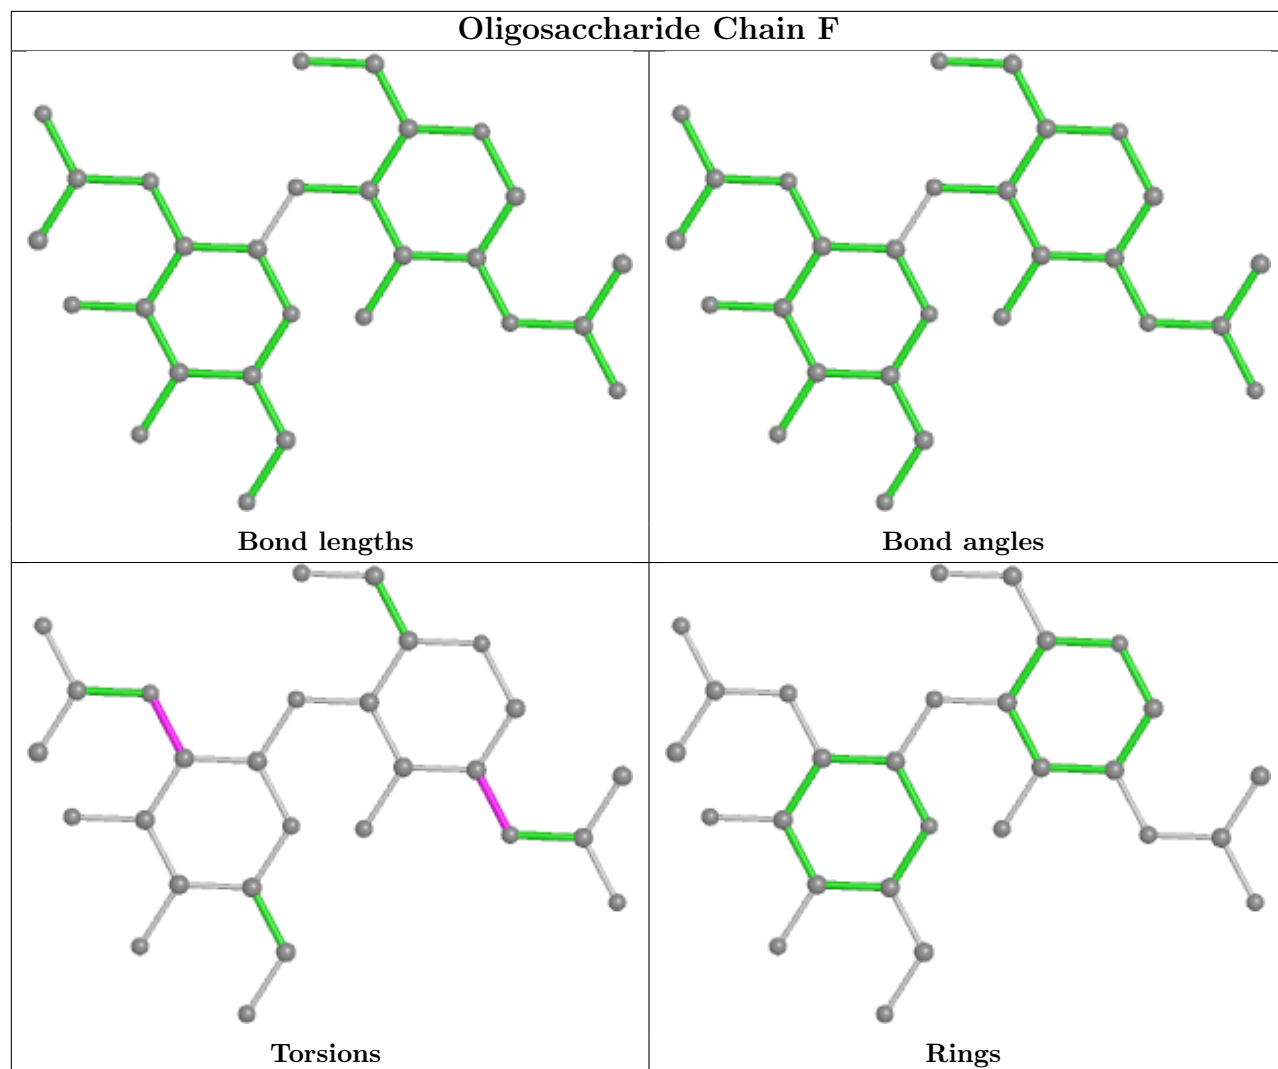 Oligosaccharide Chain F
Bond lengths
Bond angles
Torsions
Rings